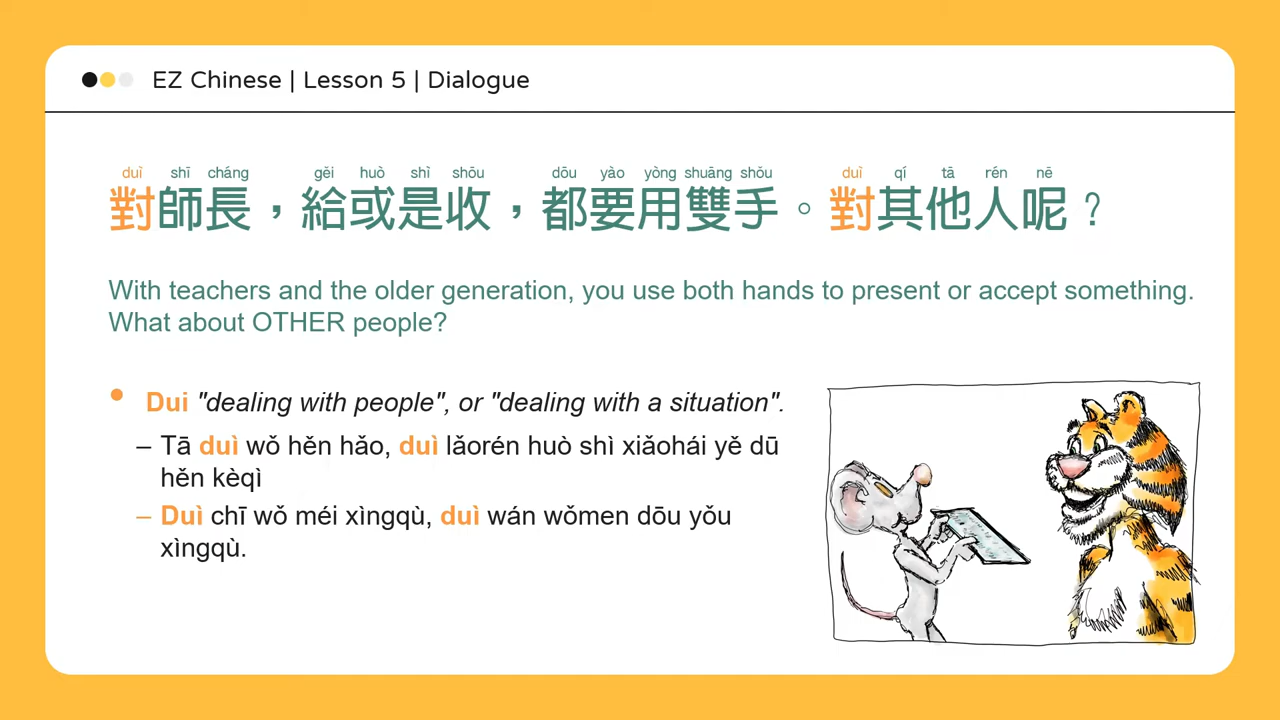 EZ Chinese | Lesson 5 | Dialogue
duì shī cháng gěi huò shì shōu dōu yào yòng shuāng shǒu duì qí tā rén nē
對師長，給或是收，都要用雙手。對其他人呢？
With teachers and the older generation, you use both hands to present or accept something.
What about OTHER people?
• Dui "dealing with people", or "dealing with a situation".
– Tā duì wǒ hěn hǎo, duì lǎorén huò shì xiǎohái yě dū
hěn kèqì
– Duì chī wǒ méi xìngqù, duì wán wǒmen dōu yǒu
xìngqù.